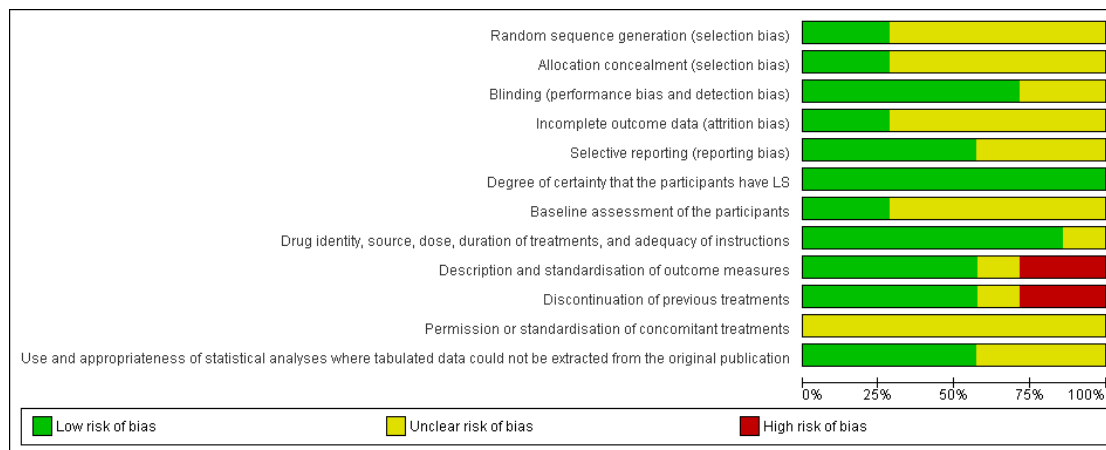 Random sequence generation (selection bias)
Allocation concealment (selection bias)
Blinding (performance bias and detection bias)
Incomplete outcome data (attrition bias)
Selective reporting (reporting bias)
Degree of certainty that the participants have LS
Baseline assessment of the participants
Drug identity, source, dose, duration of treatments, and adequacy of instructions
Description and standardisation of outcome measures
Discontinuation of previous treatments
Permission or standardisation of concomitant treatments
Use and appropriateness of statistical analyses where tabulated data could not be extracted from the original publication
0% 25% 50% 75% 100%
Low risk of bias Unclear risk of bias High risk of bias